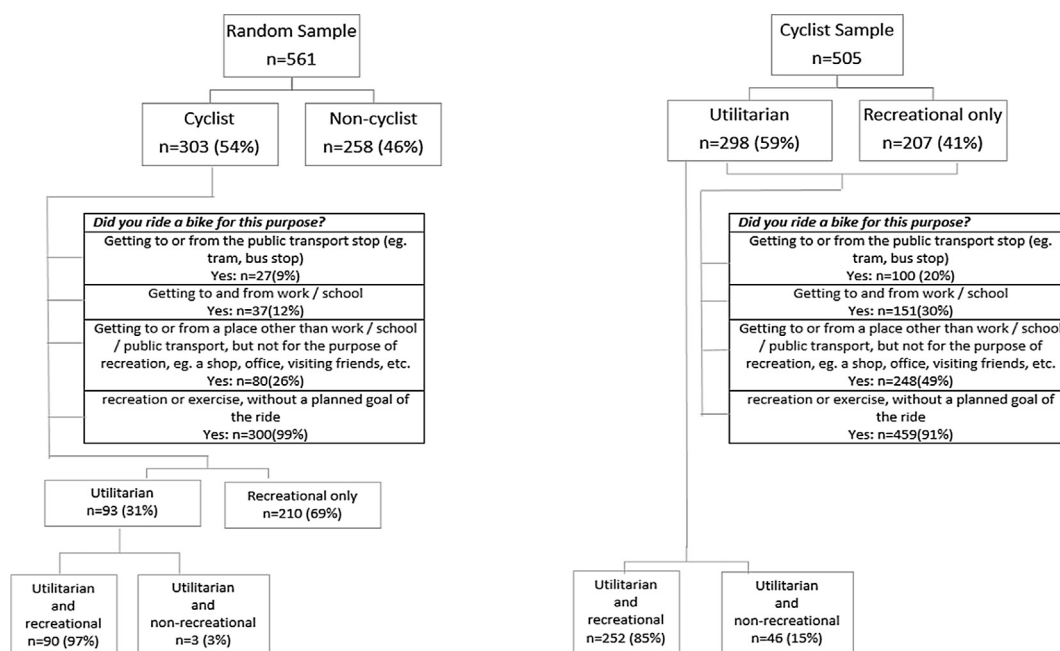 Random Sample
n=561
Cyclist
n=303 (54%)
Non-cyclist
n=258 (46%)
Did you ride a bike for this purpose?
Getting to or from the public transport stop (eg.
tram, bus stop)
Yes: n=27(9%)
Getting to and from work / school
Yes: n=37(12%)
Getting to or from a place other than work / school
/ public transport, but not for the purpose of
recreation, eg. a shop, office, visiting friends, etc.
Yes: n=80(26%)
recreation or exercise, without a planned goal of
the ride
Yes: n=300(99%)
Utilitarian
n=93 (31%)
Recreational only
n=210 (69%)
Utilitarian
and
recreational
n=90 (97%)
Utilitarian
and
non-recreational
n=3 (3%)
Cyclist Sample
n=505
Utilitarian
n=298 (59%)
Recreational only
n=207 (41%)
Did you ride a bike for this purpose?
Getting to or from the public transport stop (eg.
tram, bus stop)
Yes: n=100 (20%)
Getting to and from work / school
Yes: n=151(30%)
Getting to or from a place other than work / school
/ public transport, but not for the purpose of
recreation, eg. a shop, office, visiting friends, etc.
Yes: n=248(49%)
recreation or exercise, without a planned goal of
the ride
Yes: n=459(91%)
Utilitarian
and
recreational
n=252 (85%)
Utilitarian
and
non-recreational
n=46 (15%)